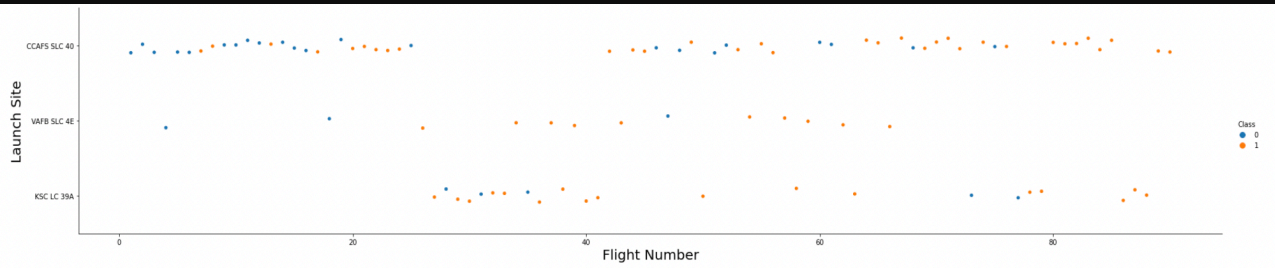 Launch Site
CCAFS SLC 40
VAFB SLC 4E
KSC LC 39A
0
20
40
60
80
Flight Number
Class
0
1